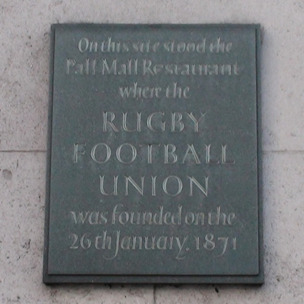 On this site stood the
Pall Mall Restaurant
where the
RUGBY
FOOTBALL
UNION
was founded on the
26th January, 1871